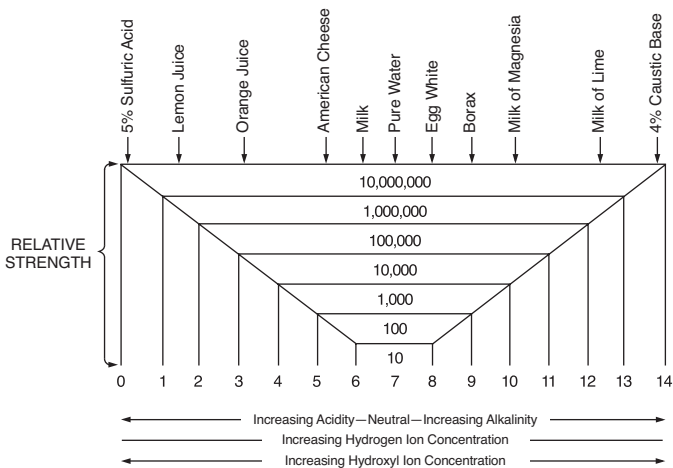 5% Sulfuric Acid
Lemon Juice
Orange Juice
American Cheese
Milk
Pure Water
Egg White
Borax
Milk of Magnesia
Milk of Lime
4% Caustic Base
RELATIVE
STRENGTH
10,000,000
1,000,000
100,000
10,000
1,000
100
10
0 1 2 3 4 5 6 7 8 9 10 11 12 13 14
Increasing Acidity—Neutral—Increasing Alkalinity
Increasing Hydrogen Ion Concentration
Increasing Hydroxyl Ion Concentration